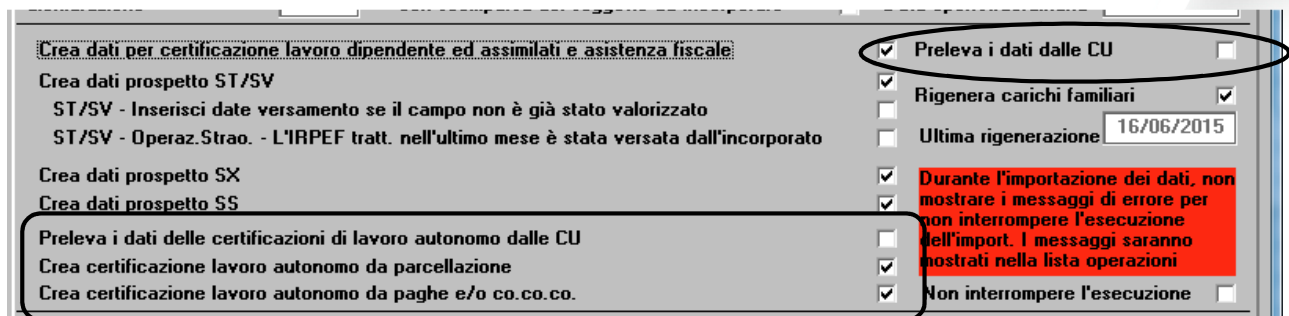 Crea dati per certificazione lavoro dipendente ed assimilati e asistenza fiscale
Preleva i dati dalle CU
Crea dati prospetto ST/SV
Rigenera carichi familiari
ST/SV - Inserisci date versamento se il campo non è già stato valorizzato
ST/SV - Operaz.Strao. - L'IRPEF tratt. nell'ultimo mese è stata versata dall'incorporato
Ultima rigenerazione 16/06/2015
Crea dati prospetto SX
Crea dati prospetto SS
Durante l'importazione dei dati, non
mostrare i messaggi di errore per
non interrompere l'esecuzione
dell'import. I messaggi saranno
mostrati nella lista operazioni
Preleva i dati delle certificazioni di lavoro autonomo dalle CU
Crea certificazione lavoro autonomo da parcellazione
Crea certificazione lavoro autonomo da paghe e/o co.co.co.
Non interrompere l'esecuzione